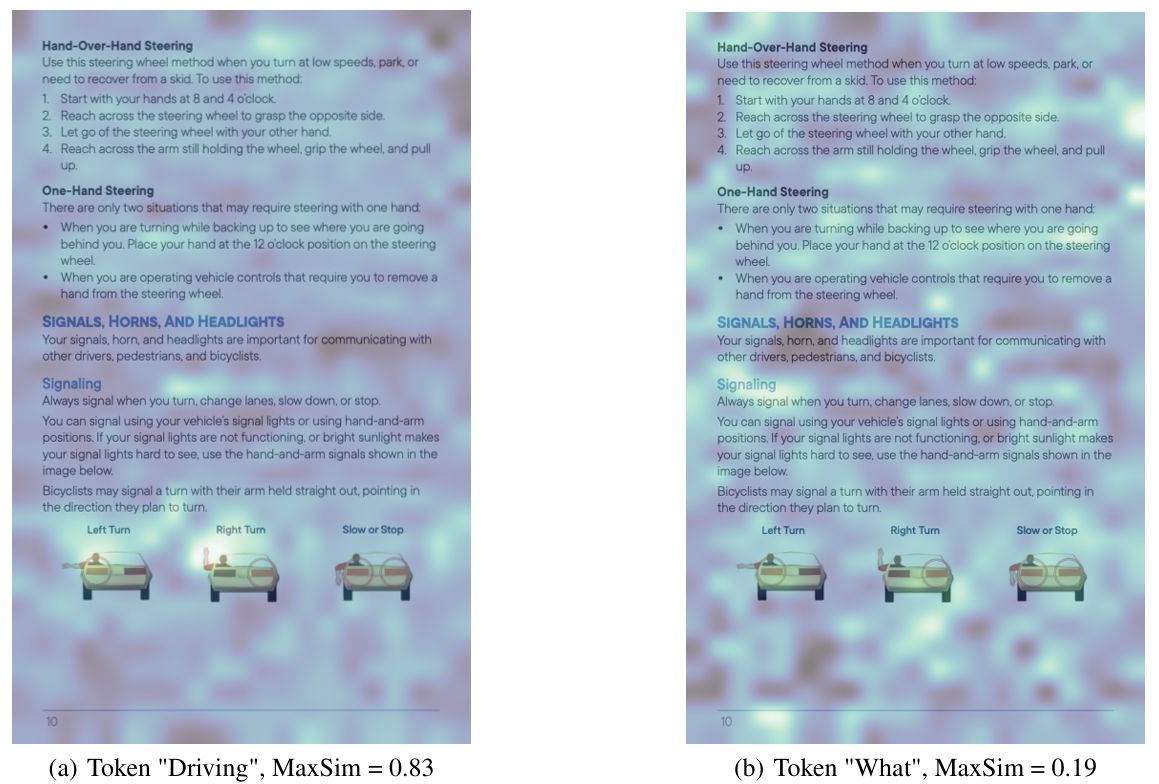 Hand-Over-Hand Steering
Use this steering wheel method when you turn at low speeds, park, or
need to recover from a skid. To use this method:
1. Start with your hands at 8 and 4 o'clock.
2. Reach across the steering wheel to grasp the opposite side.
3. Let go of the steering wheel with your other hand.
4. Reach across the arm still holding the wheel, grip the wheel, and pull
up.
One-Hand Steering
There are only two situations that may require steering with one hand:
• When you are turning while backing up to see where you are going
behind you. Place your hand at the 12 o'clock position on the steering
wheel.
• When you are operating vehicle controls that require you to remove a
hand from the steering wheel.
SIGNALS, HORNS, AND HEADLIGHTS
Your signals, horn, and headlights are important for communicating with
other drivers, pedestrians, and bicyclists.
Signaling
Always signal when you turn, change lanes, slow down, or stop.
You can signal using your vehicle's signal lights or using hand-and-arm
positions. If your signal lights are not functioning, or bright sunlight makes
your signal lights hard to see, use the hand-and-arm signals shown in the
image below.
Bicyclists may signal a turn with their arm held straight out, pointing in
the direction they plan to turn.
Left Turn Right Turn Slow or Stop
10
(a) Token "Driving", MaxSim = 0.83
Hand-Over-Hand Steering
Use this steering wheel method when you turn at low speeds, park, or
need to recover from a skid. To use this method:
1. Start with your hands at 8 and 4 o'clock.
2. Reach across the steering wheel to grasp the opposite side.
3. Let go of the steering wheel with your other hand.
4. Reach across the arm still holding the wheel, grip the wheel, and pull
up.
One-Hand Steering
There are only two situations that may require steering with one hand:
• When you are turning while backing up to see where you are going
behind you. Place your hand at the 12 o'clock position on the steering
wheel.
• When you are operating vehicle controls that require you to remove a
hand from the steering wheel.
SIGNALS, HORNS, AND HEADLIGHTS
Your signals, horn, and headlights are important for communicating with
other drivers, pedestrians, and bicyclists.
Signaling
Always signal when you turn, change lanes, slow down, or stop.
You can signal using your vehicle's signal lights or using hand-and-arm
positions. If your signal lights are not functioning, or bright sunlight makes
your signal lights hard to see, use the hand-and-arm signals shown in the
image below.
Bicyclists may signal a turn with their arm held straight out, pointing in
the direction they plan to turn.
Left Turn Right Turn Slow or Stop
10
(b) Token "What", MaxSim = 0.19